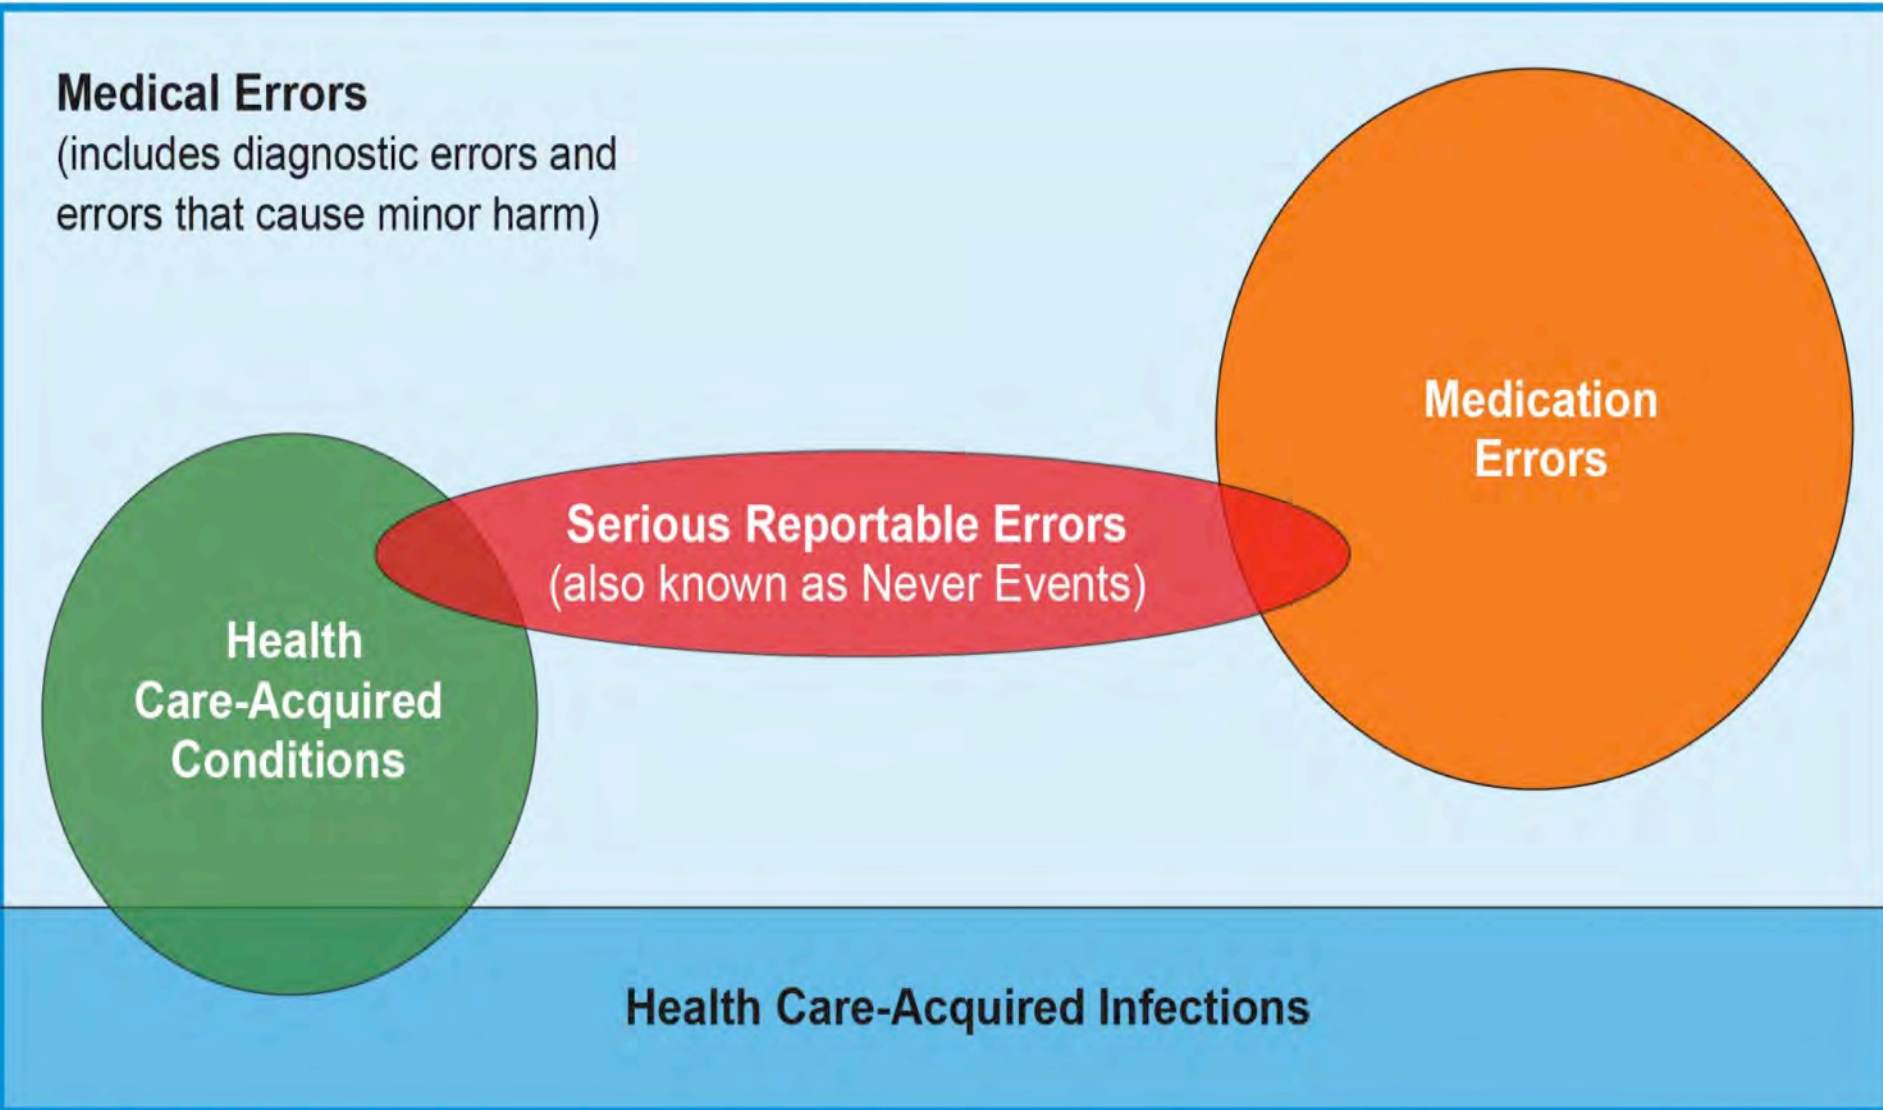 Medical Errors
(includes diagnostic errors and
errors that cause minor harm)
Medication
Errors
Serious Reportable Errors
(also known as Never Events)
Health
Care-Acquired
Conditions
Health Care-Acquired Infections